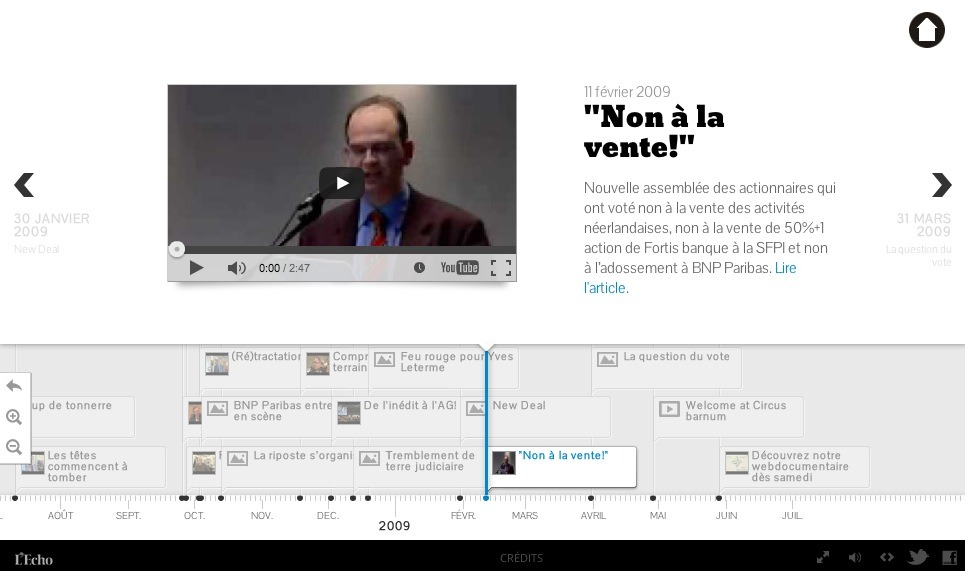 11 février 2009
"Non à la
vente!"
Nouvelle assemblée des actionnaires qui
ont voté non à la vente des activités
néerlandaises, non à la vente de 50%+1
action de Fortis banque à la SFPI et non
à l'adossement à BNP Paribas. Lire
l'article.
30 JANVIER
2009
New Deal
31 MARS
2009
La question du
vote
0:00 / 2:47
YouTube
(Ré)tractation
Compr
terrain
Feu rouge pour Yves
Leterme
La question du vote
up de tonnerre
BNP Paribas entre
en scène
De l'inédit à l'AG!
New Deal
Welcome at Circus
barnum
Les têtes
commencent à
tomber
La riposte s'organi
Tremblement de
terre judiciaire
"Non à la vente!"
Découvrez notre
webdocumentaire
dès samedi
AOÛT
SEPT.
OCT.
NOV.
DEC.
2009
FÉVR.
MARS
AVRIL
MAI
JUIN
JUIL.
L'Echo
CRÉDITS